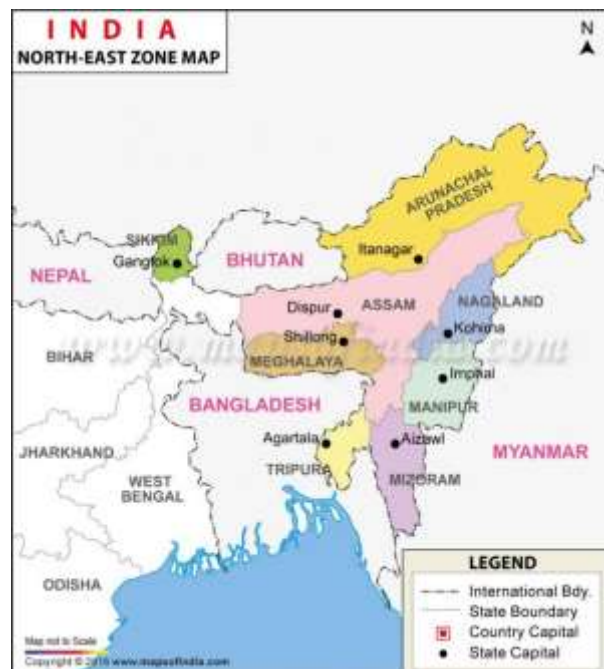 INDIA
NORTH-EAST ZONE MAP
N
ARUNACHAL
PRADESH
SIKKIM
Gangtok
BHUTAN
Itanagar
NEPAL
Dispur
ASSAM
NAGALAND
Shillong
Kohima
BIHAR
MEGHALAYA
Imphal
BANGLADESH
MANIPUR
Agartala
Aizawl
JHARKHAND
TRIPURA
MYANMAR
WEST
BENGAL
MIZORAM
ODISHA
LEGEND
International Bdy.
State Boundary
Country Capital
State Capital
Map not to Scale
Copyright © www.mapsofindia.com